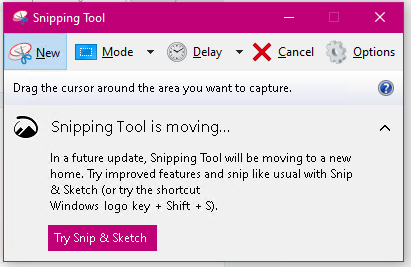 Snipping Tool
New Mode Delay Cancel Options
Drag the cursor around the area you want to capture.
Snipping Tool is moving...
In a future update, Snipping Tool will be moving to a new
home. Try improved features and snip like usual with Snip
& Sketch (or try the shortcut
Windows logo key + Shift + S).
Try Snip & Sketch